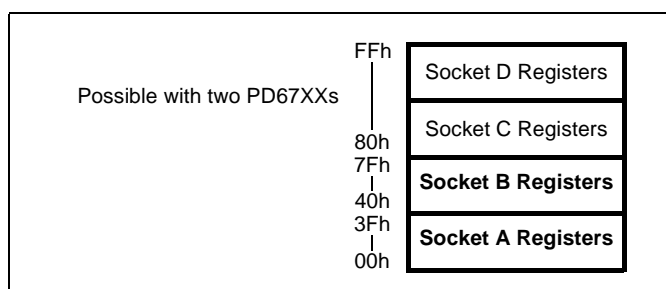 FFh
Socket D Registers
Possible with two PD67XXs
Socket C Registers
80h
7Fh
Socket B Registers
40h
3Fh
Socket A Registers
00h